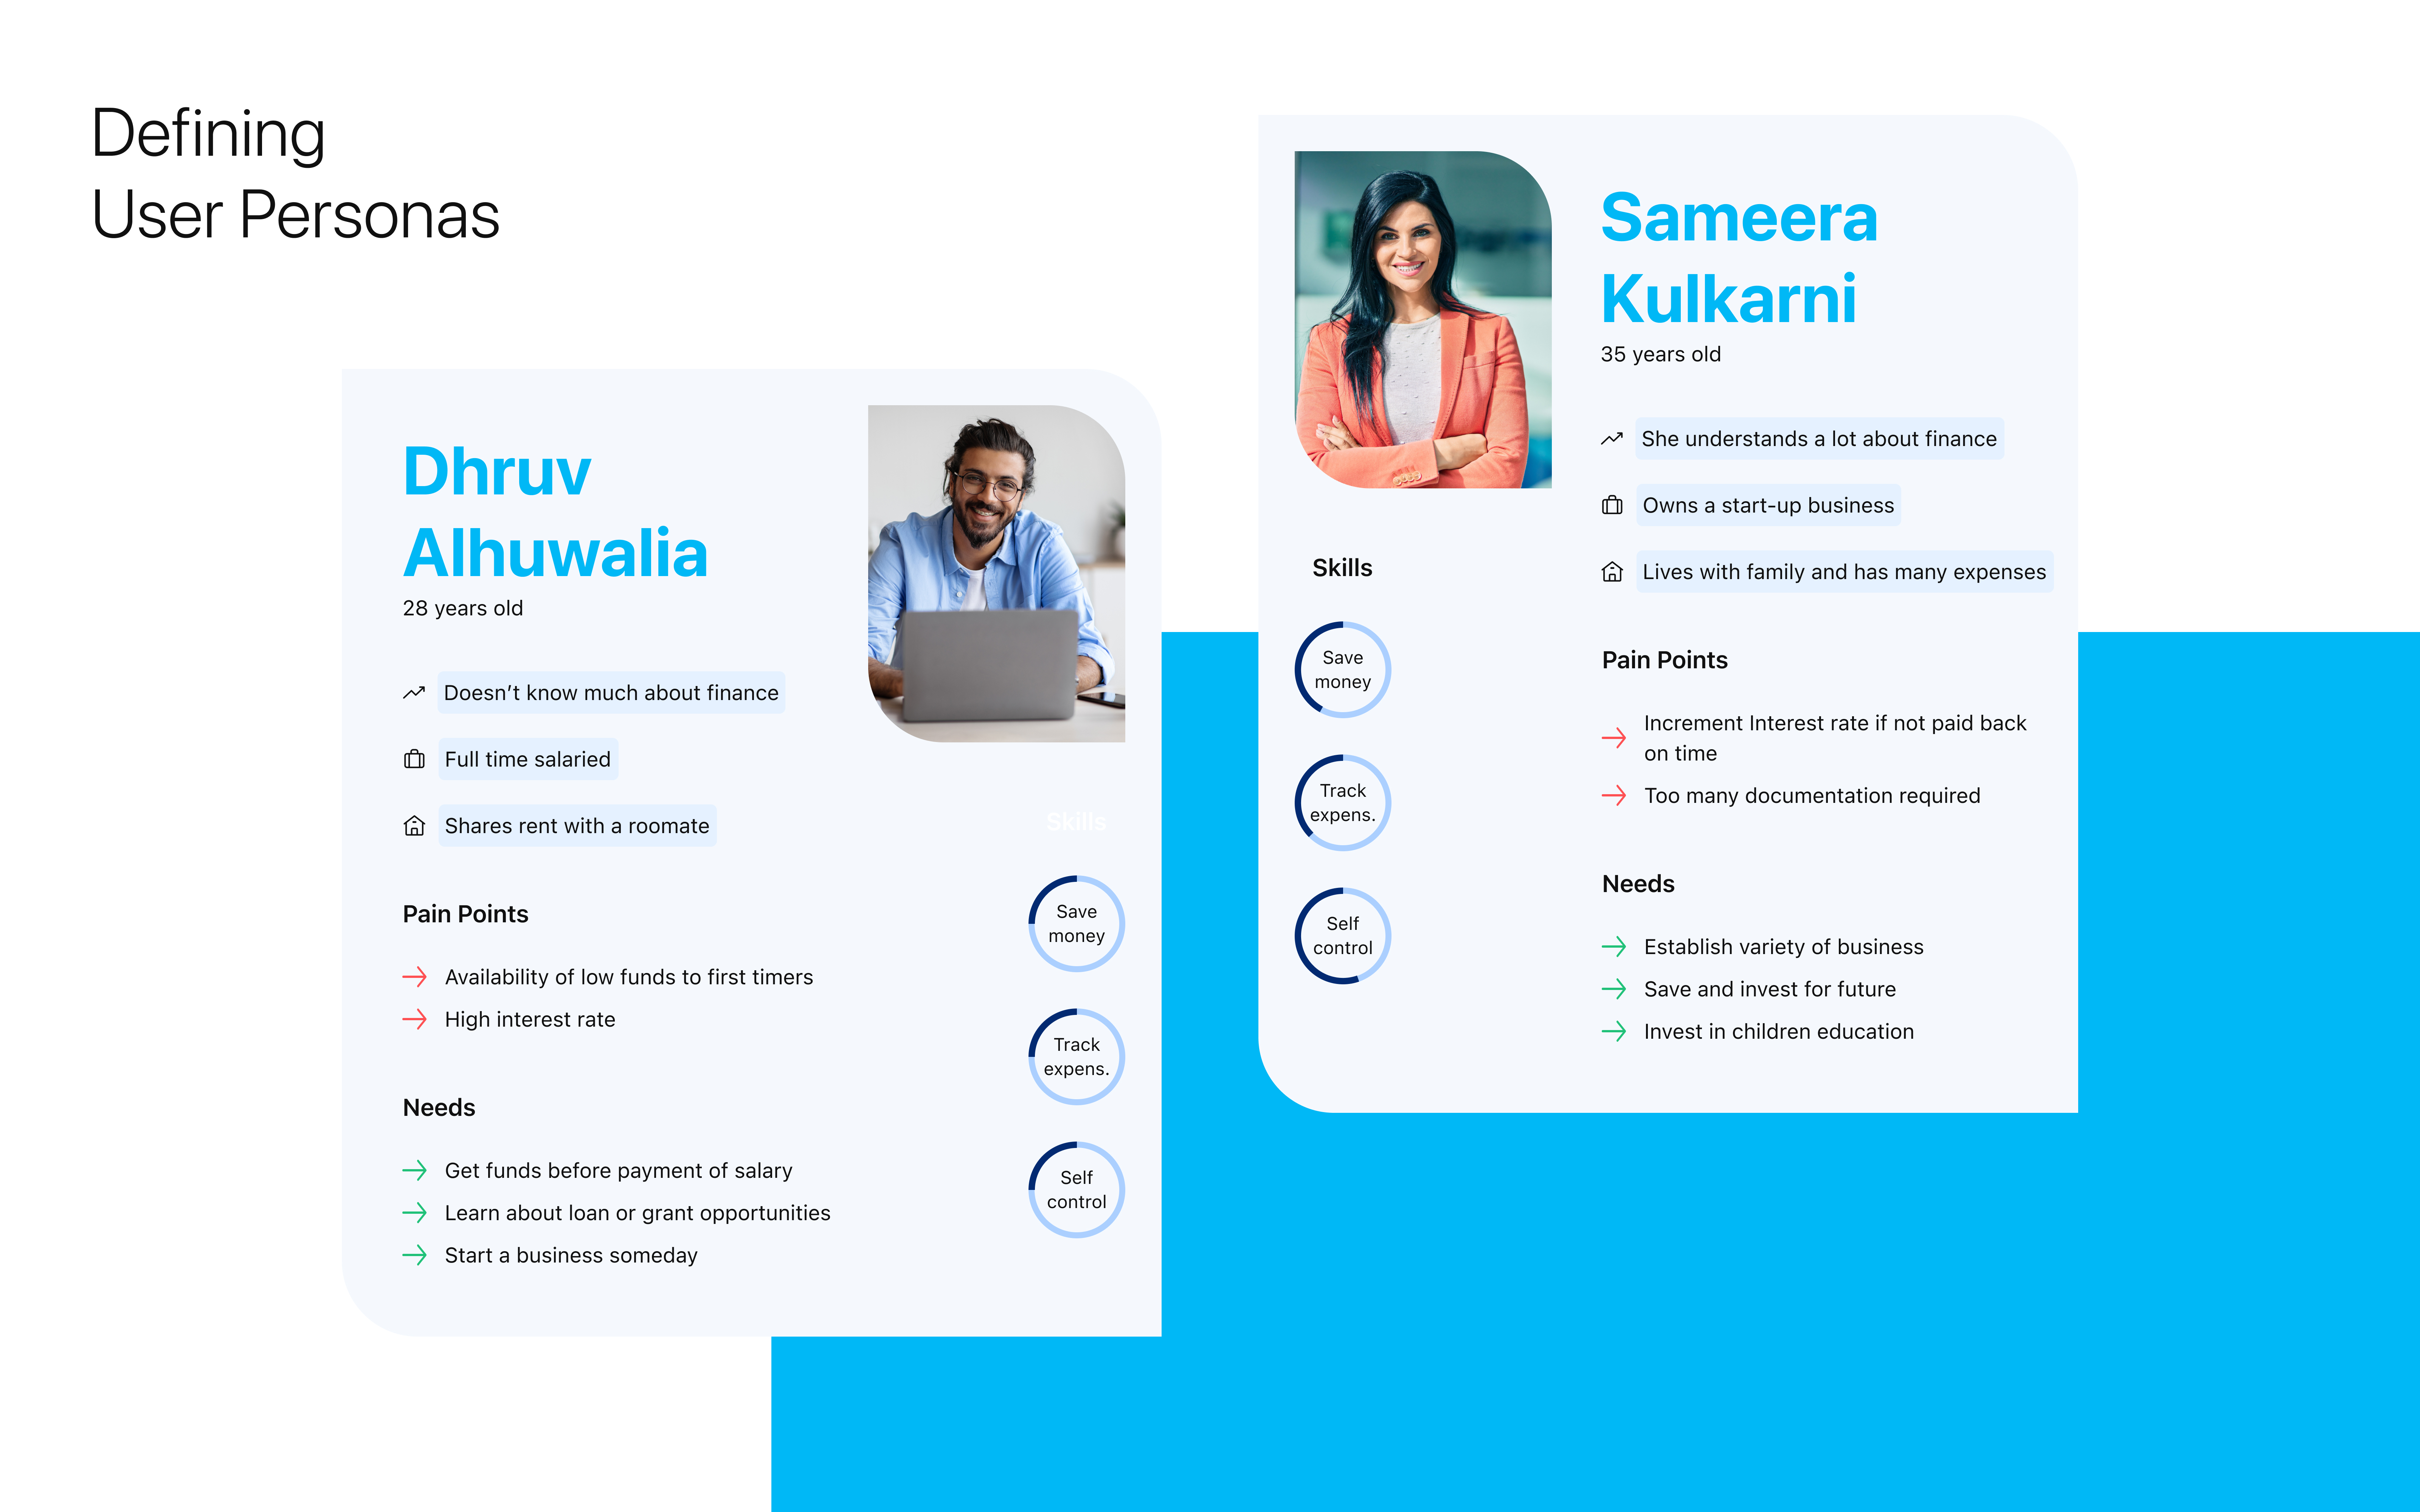 Defining
User Personas
Dhruv
Alhuwalia
28 years old
Doesn’t know much about finance
Full time salaried
Shares rent with a roomate
Pain Points
Availability of low funds to first timers
High interest rate
Needs
Get funds before payment of salary
Learn about loan or grant opportunities
Start a business someday
Skills
Save
money
Track
expens.
Self
control
Sameera
Kulkarni
35 years old
She understands a lot about finance
Owns a start-up business
Lives with family and has many expenses
Skills
Save
money
Track
expens.
Self
control
Pain Points
Increment Interest rate if not paid back
on time
Too many documentation required
Needs
Establish variety of business
Save and invest for future
Invest in children education